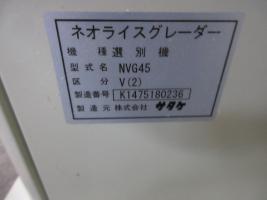 ネオライスグレーダー
機種 選別機
型式名 NVG45
区分 V(2)
製造番号 K1475180236
製造元 株式会社 サタケ